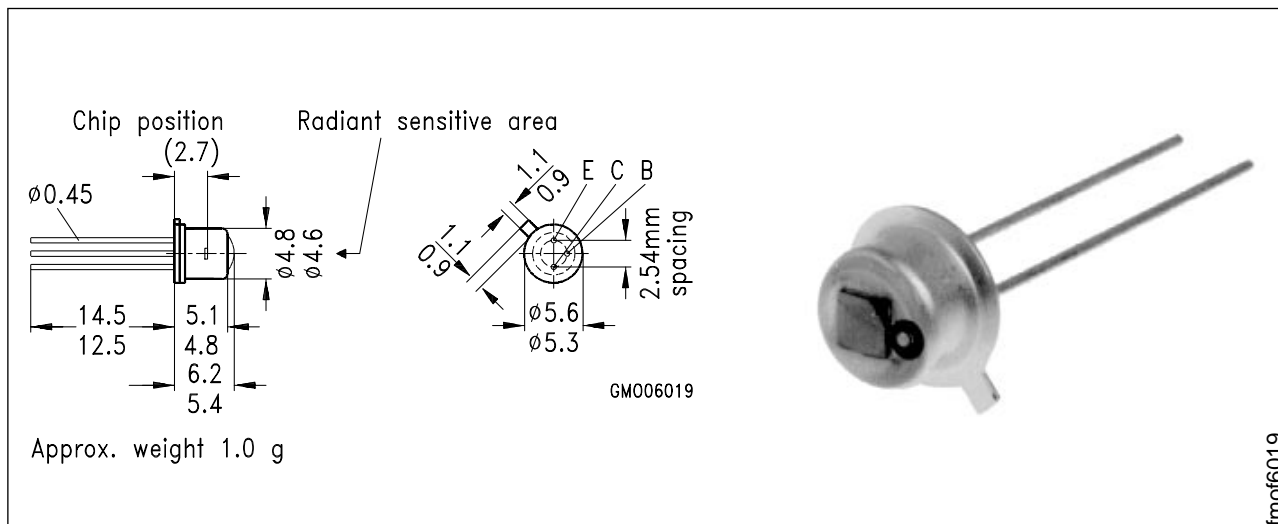 Chip position
(2.7)
Radiant sensitive area
ø0.45
ø4.8
ø4.6
14.5
12.5
5.1
4.8
6.2
5.4
1.1
0.9
E C B
1.1
0.9
2.54mm
spacing
ø5.6
ø5.3
GMO06019
Approx. weight 1.0 g
fmof6019